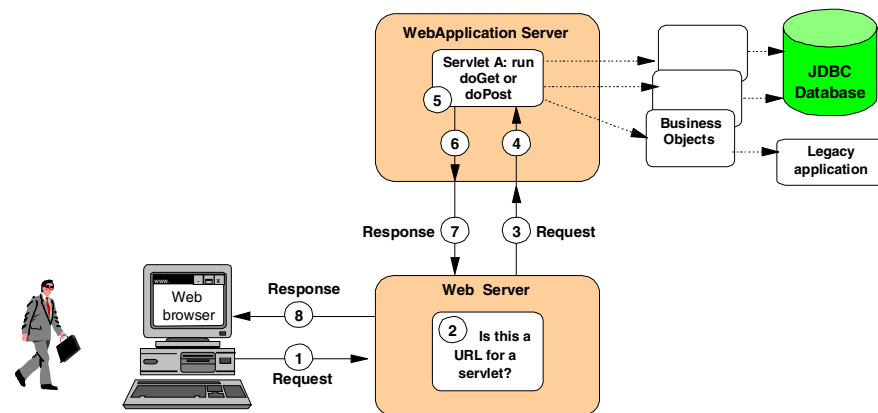 WebApplication Server
Servlet A: run
doGet or
doPost
5
6
4
JDBC
Database
Business
Objects
Legacy
application
Response
7
3
Request
www.
- X
Web
browser
Response
8
1
Request
Web Server
2
Is this a
URL for a
servlet?